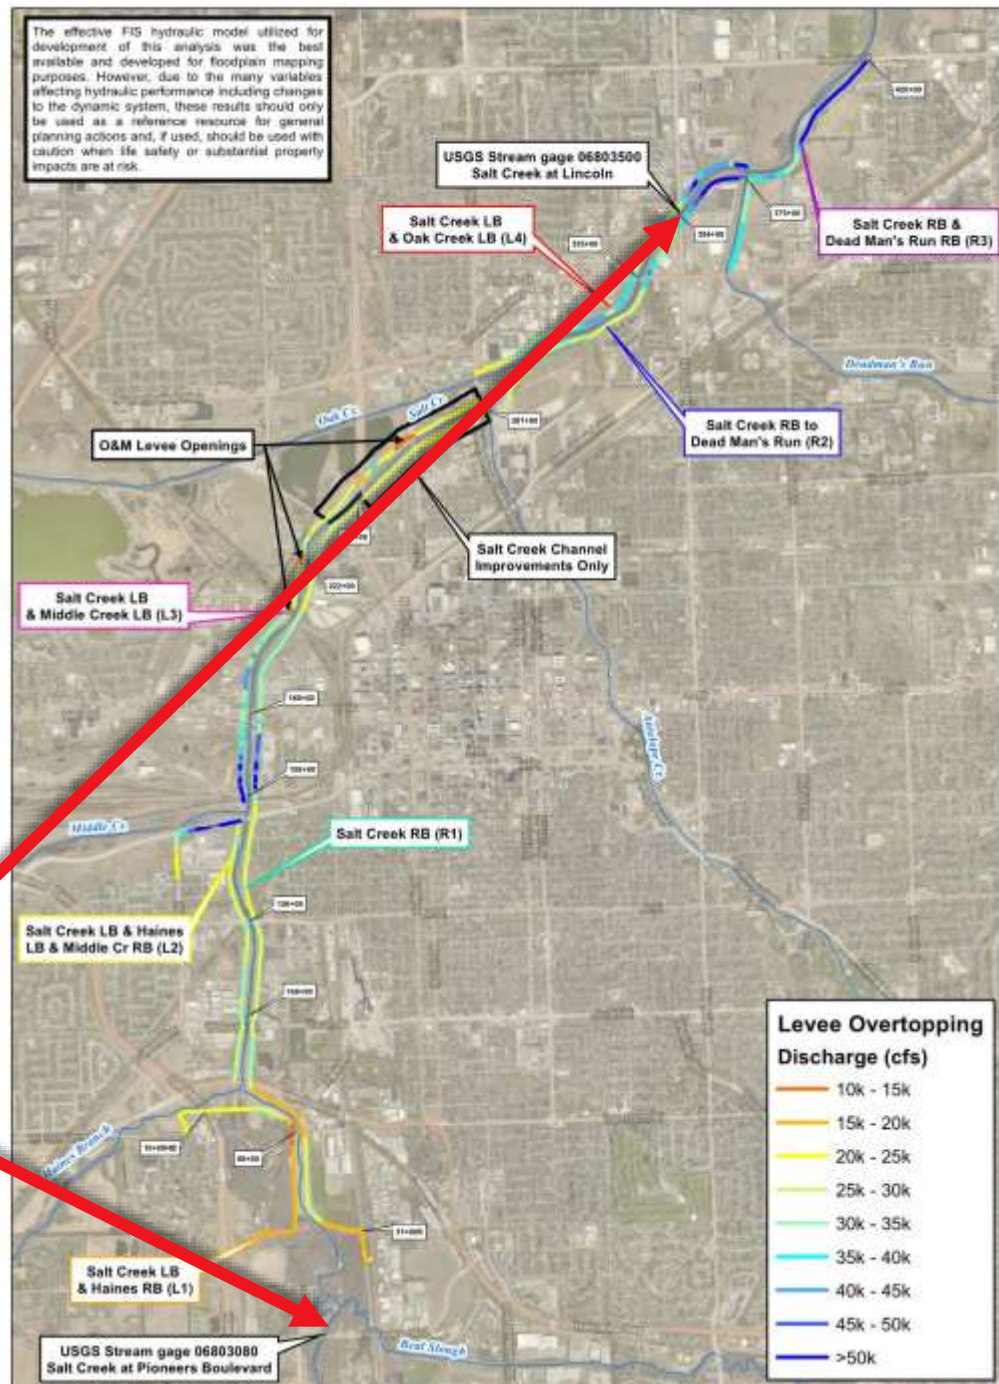 The effective FIS hydraulic model utilized for
development of this analysis was the best
available and developed for floodplain mapping
purposes. However, due to the many variables
affecting hydraulic performance including changes
to the dynamic system, these results should only
be used as a reference resource for general
planning actions and, if used, should be used with
caution when life safety or substantial property
impacts are at risk.
USGS Stream gage 06803500
Salt Creek at Lincoln
Salt Creek LB
& Oak Creek LB (L4)
Salt Creek RB &
Dead Man's Run RB (R3)
Deadman's Run
Oak Cr.
Salt Cr.
Salt Creek RB to
Dead Man's Run (R2)
O&M Levee Openings
Salt Creek Channel
Improvements Only
Salt Creek LB
& Middle Creek LB (L3)
Antelope Cr.
Middle Cr.
Salt Creek RB (R1)
Salt Creek LB & Haines
LB & Middle Cr RB (L2)
Haines Branch
Salt Creek LB
& Haines RB (L1)
USGS Stream gage 06803080
Salt Creek at Pioneers Boulevard
Beal Slough
Levee Overtopping
Discharge (cfs)
10k - 15k
15k - 20k
20k - 25k
25k - 30k
30k - 35k
35k - 40k
40k - 45k
45k - 50k
>50k